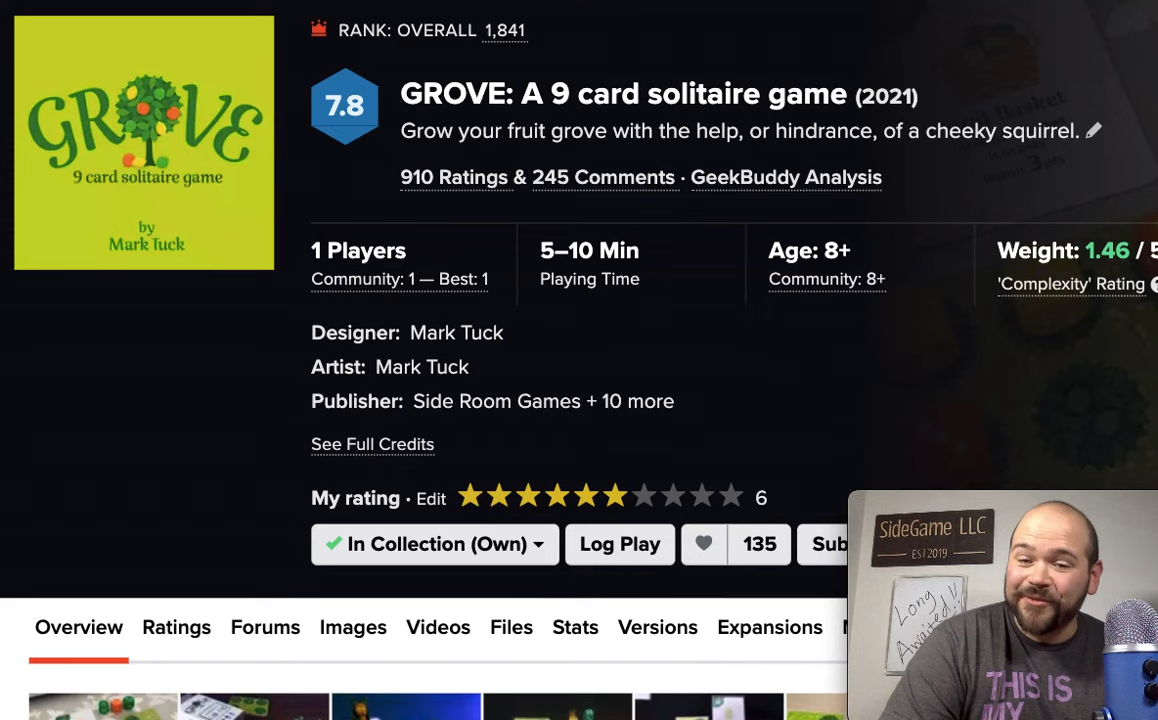 GROVE
9 card solitaire game
by
Mark Tuck
RANK: OVERALL 1,841
7.8
GROVE: A 9 card solitaire game (2021)
Grow your fruit grove with the help, or hindrance, of a cheeky squirrel.
910 Ratings & 245 Comments · GeekBuddy Analysis
1 Players
Community: 1 — Best: 1
5–10 Min
Playing Time
Age: 8+
Community: 8+
Weight: 1.46 / 5
'Complexity' Rating
Designer: Mark Tuck
Artist: Mark Tuck
Publisher: Side Room Games + 10 more
See Full Credits
My rating · Edit 6
In Collection (Own)
Log Play
135
Sub
Overview Ratings Forums Images Videos Files Stats Versions Expansions
SideGame LLC
EST 2019
Long
Awaited!!
THIS IS
MY